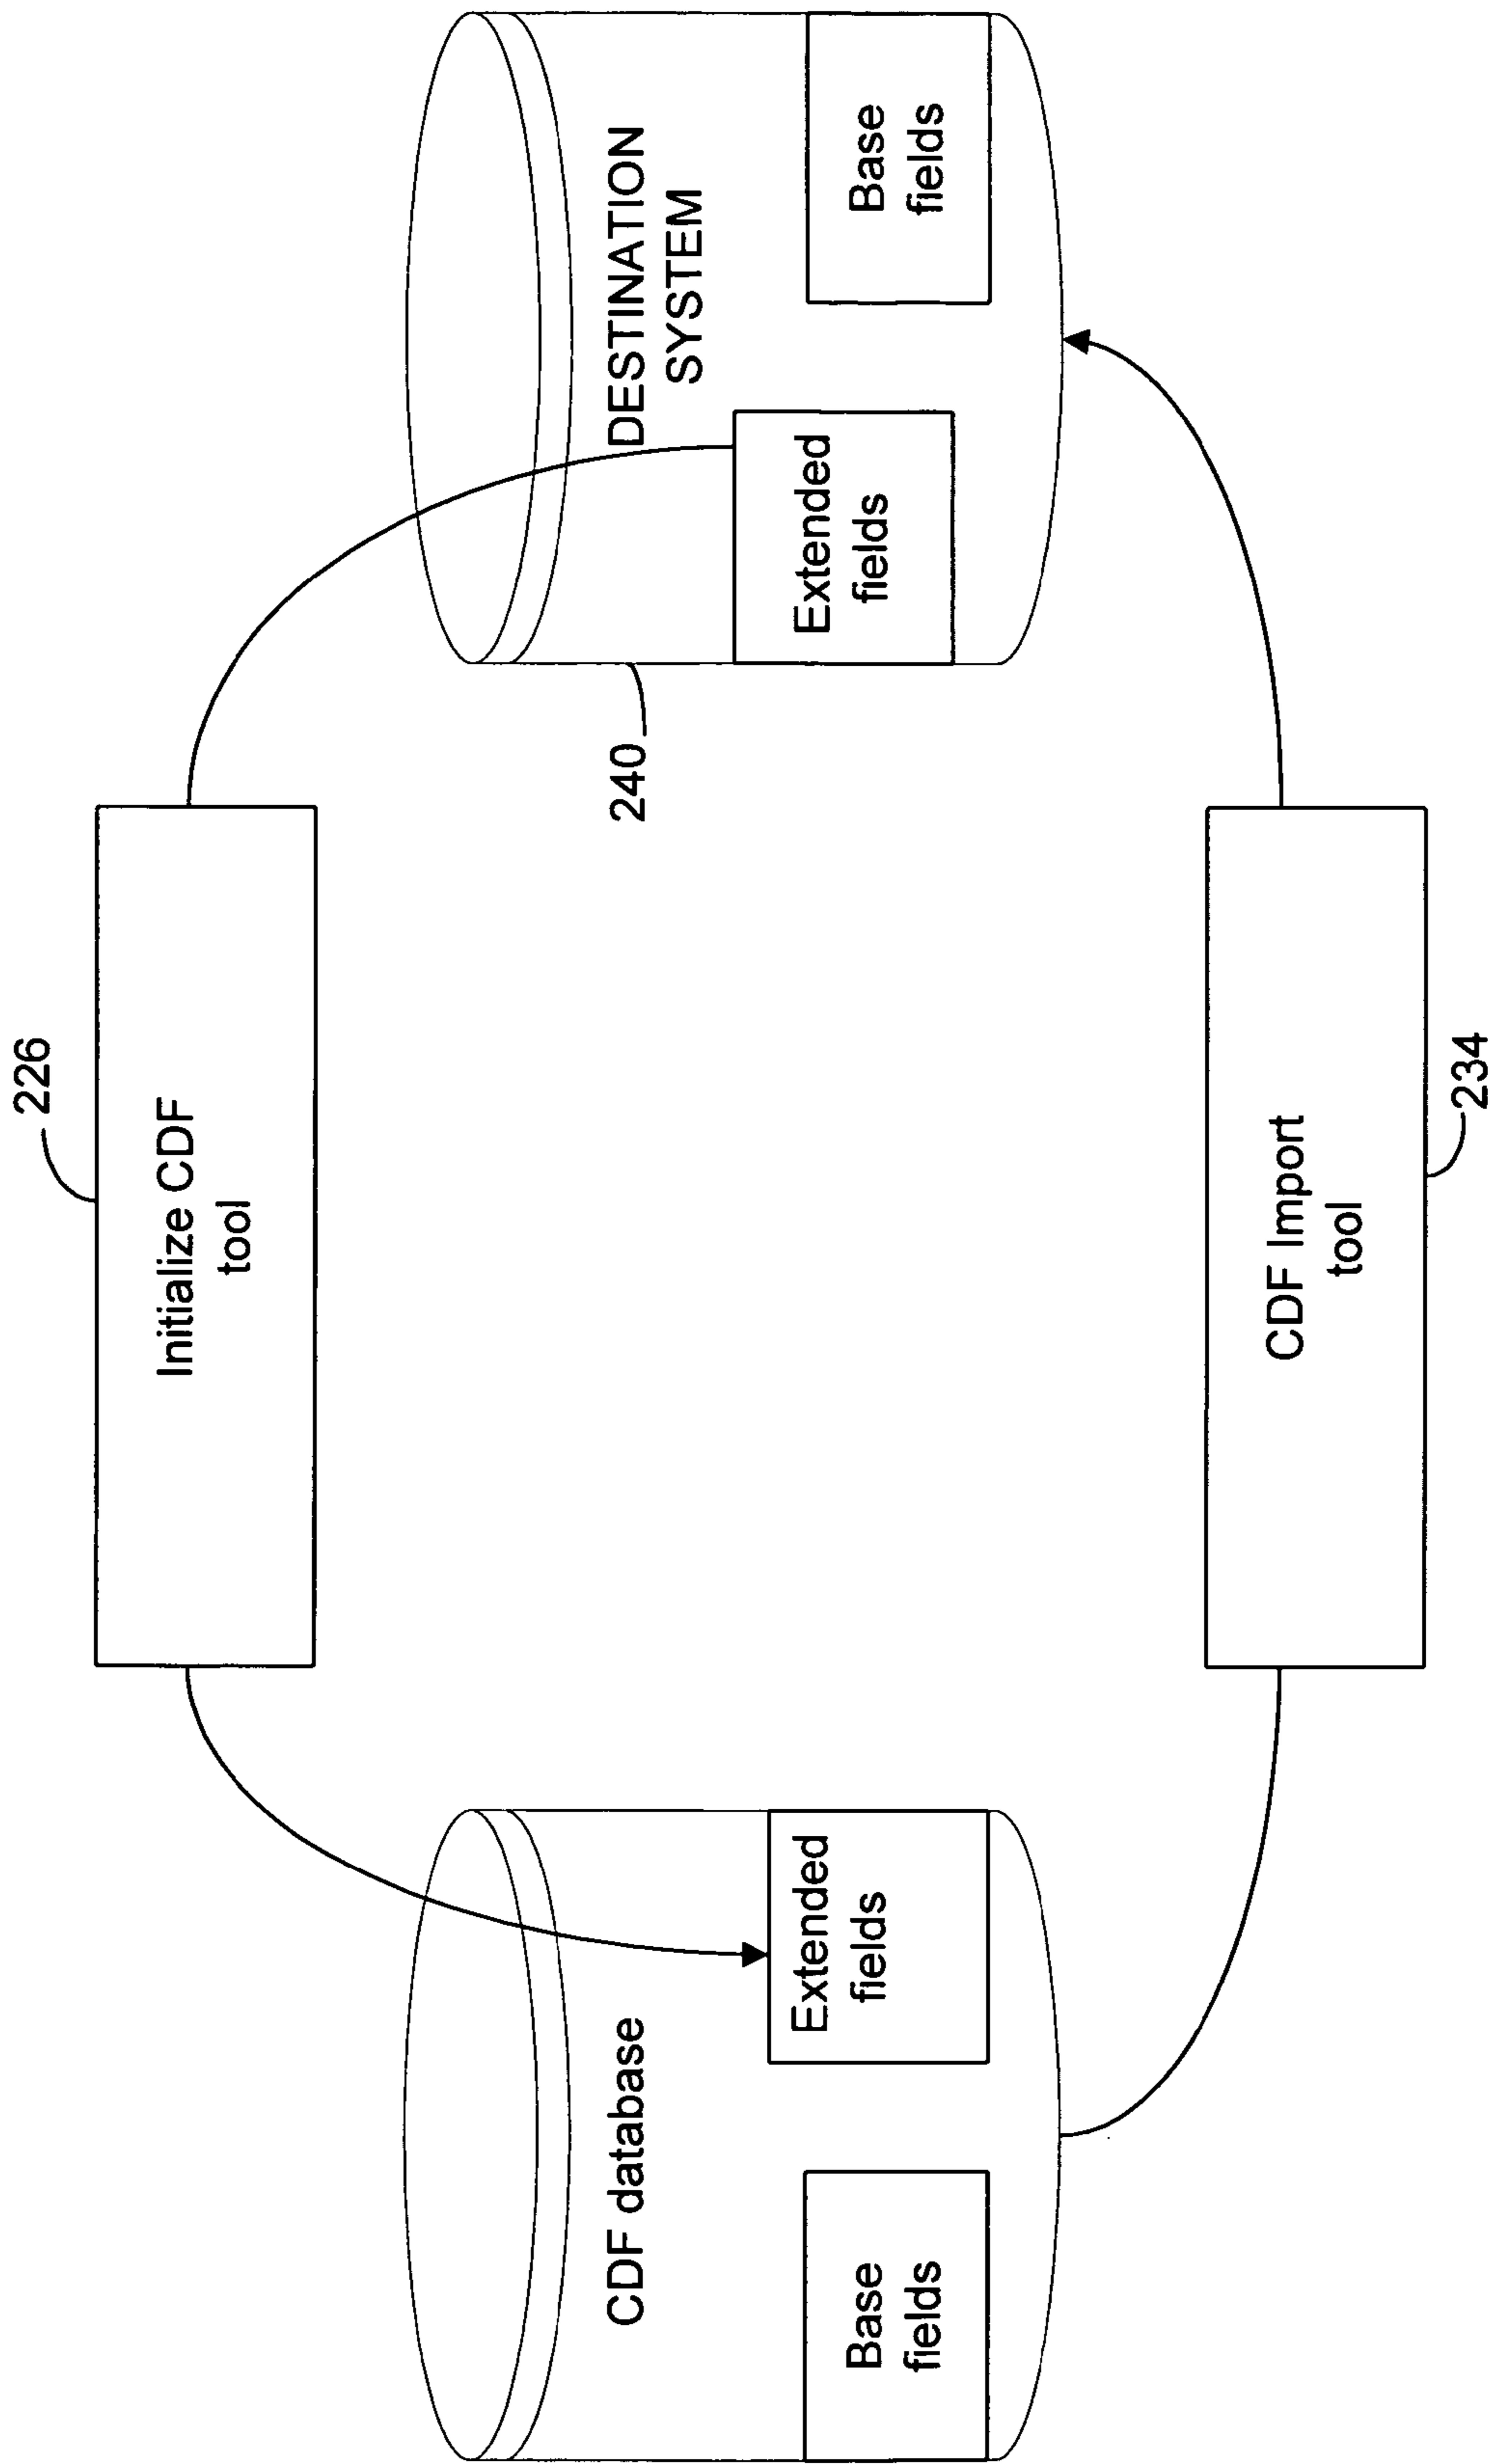 226
Initialize CDF
tool
CDF database
Base
fields
Extended
fields
240
DESTINATION
SYSTEM
Extended
fields
Base
fields
CDF Import
tool
234